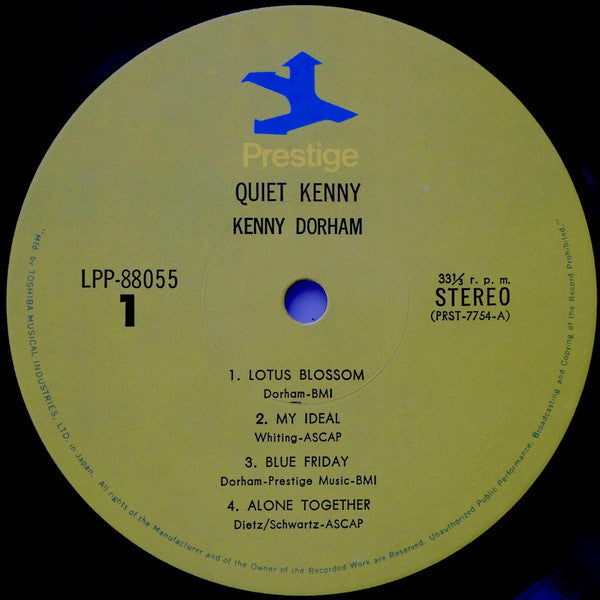 Prestige
QUIET KENNY
KENNY DORHAM
LPP-88055
1
33⅓ r. p. m.
STEREO
(PRST-7754-A)
1. LOTUS BLOSSOM
Dorham-BMI
2. MY IDEAL
Whiting-ASCAP
3. BLUE FRIDAY
Dorham-Prestige Music-BMI
4. ALONE TOGETHER
Dietz/Schwartz-ASCAP
"Mfd. by TOSHIBA MUSICAL INDUSTRIES, LTD. in Japan. All rights of the Manufacturer and of the Owner of the Recorded Work are Reserved. Unauthorized Public Performance, Broadcasting and Copying of the Record Prohibited."